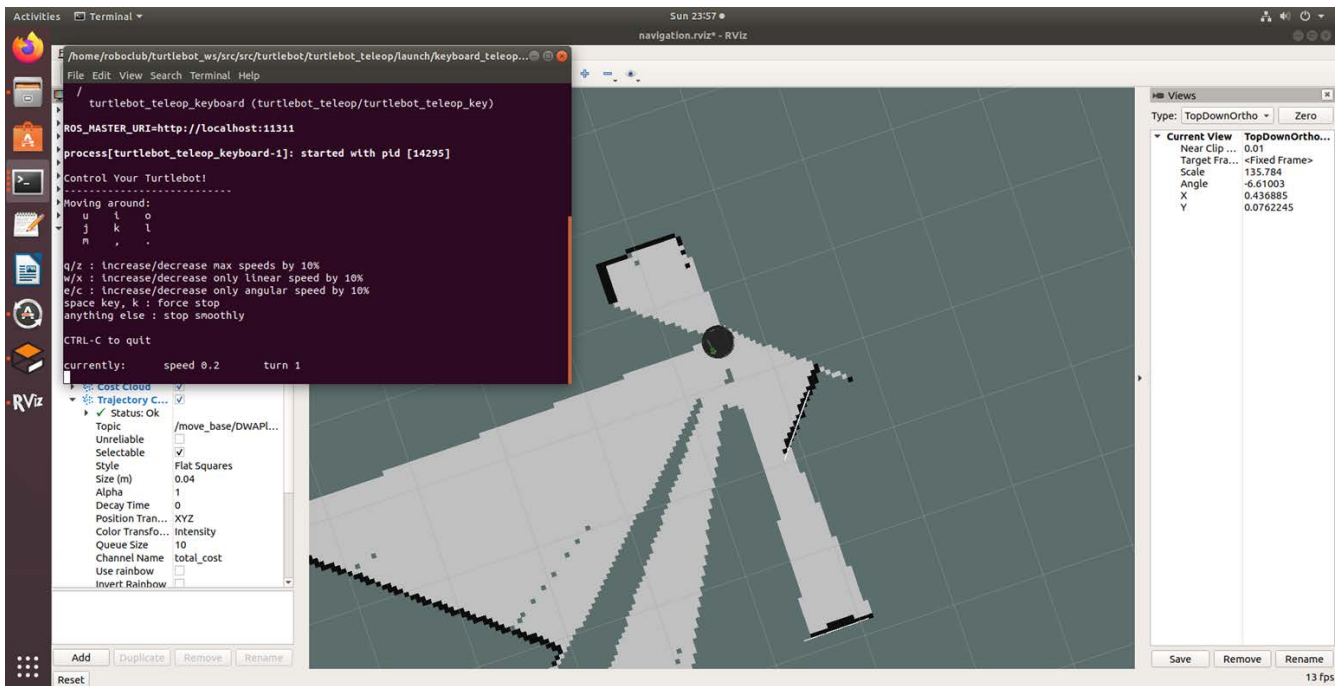 Activities
Terminal
Sun 23:57
navigation.rviz* - RViz
/home/roboclub/turtlebot_ws/src/src/turtlebot/turtlebot_teleop/launch/keyboard_teleop...
File Edit View Search Terminal Help
/
turtlebot_teleop_keyboard (turtlebot_teleop/turtlebot_teleop_key)
ROS_MASTER_URI=http://localhost:11311
process[turtlebot_teleop_keyboard-1]: started with pid [14295]
Control Your Turtlebot!
---------------------------
Moving around:
u i o
j k l
m , .
q/z : increase/decrease max speeds by 10%
w/x : increase/decrease only linear speed by 10%
e/c : increase/decrease only angular speed by 10%
space key, k : force stop
anything else : stop smoothly
CTRL-C to quit
currently: speed 0.2 turn 1
Cost Cloud
Trajectory C...
Status: Ok
Topic /move_base/DWAPl...
Unreliable
Selectable
Style Flat Squares
Size (m) 0.04
Alpha 1
Decay Time 0
Position Tran... XYZ
Color Transfo... Intensity
Queue Size 10
Channel Name total_cost
Use rainbow
Invert Rainbow
Add Duplicate Remove Rename
Reset
RViz
Views
Type: TopDownOrtho Zero
Current View TopDownOrtho...
Near Clip ... 0.01
Target Fra... <Fixed Frame>
Scale 135.784
Angle -6.61003
X 0.436885
Y 0.0762245
Save Remove Rename
13 fps